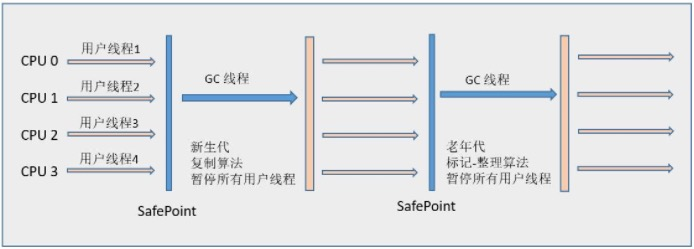 CPU 0
用户线程1
CPU 1
用户线程2
CPU 2
用户线程3
CPU 3
用户线程4
SafePoint
GC 线程
新生代
复制算法
暂停所有用户线程
SafePoint
GC 线程
老年代
标记-整理算法
暂停所有用户线程